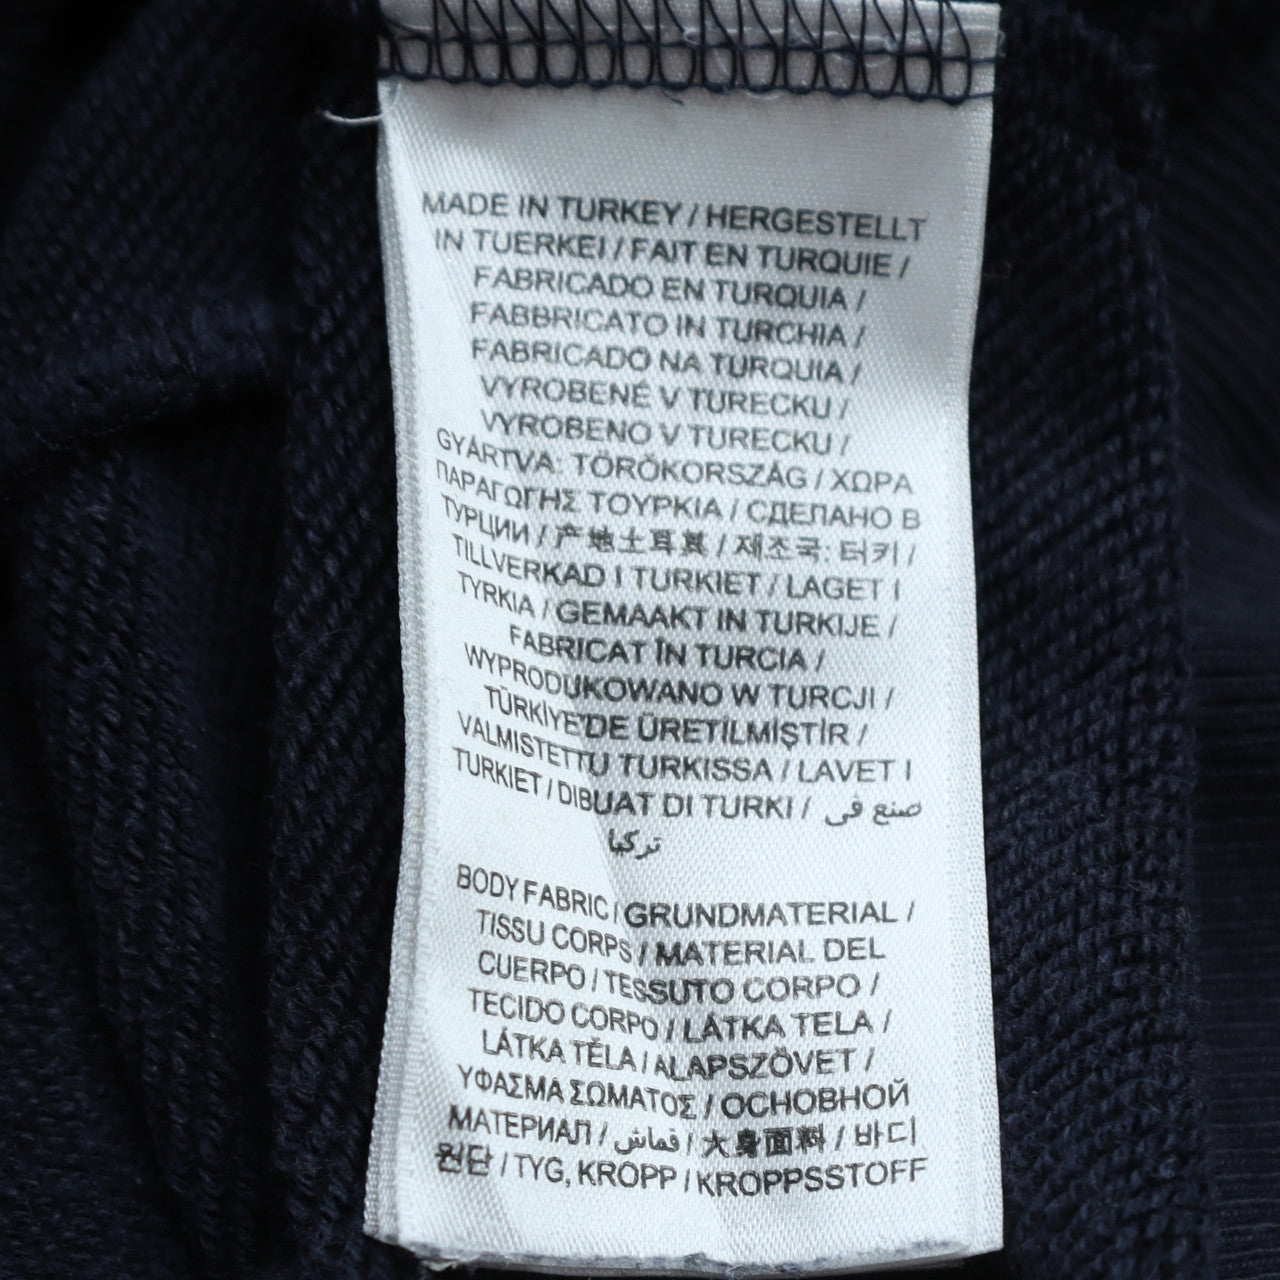 MADE IN TURKEY / HERGESTELLT
IN TUERKEI / FAIT EN TURQUIE /
FABRICADO EN TURQUIA /
FABBRICATO IN TURCHIA /
FABRICADO NA TURQUIA /
VYROBENÉ V TURECKU /
VYROBENO V TURECKU /
GYÁRTVA: TÖRÖKORSZÁG / ΧΩΡΑ
ΠΑΡΑΓΩΓΗΣ ΤΟΥΡΚΙΑ / СДЕЛАНО В
ТУРЦИИ / 产地土耳其 / 제조국: 터키 /
TILLVERKAD I TURKIET / LAGET I
TYRKIA / GEMAAKT IN TURKIJE /
FABRICAT ÎN TURCIA /
WYPRODUKOWANO W TURCJI /
TÜRKİYE'DE ÜRETİLMİŞTİR /
VALMISTETTU TURKISSA / LAVET I
TURKIET / DIBUAT DI TURKI / صنع في
تركيا
BODY FABRIC / GRUNDMATERIAL /
TISSU CORPS / MATERIAL DEL
CUERPO / TESSUTO CORPO /
TECIDO CORPO / LÁTKA TELA /
LÁTKA TĚLA / ALAPSZÖVET /
ΥΦΑΣΜΑ ΣΩΜΑΤΟΣ / ОСНОВНОЙ
МАТЕРИАЛ / قماش / 大身面料 / 바디
원단 / TYG, KROPP / KROPPSSTOFF